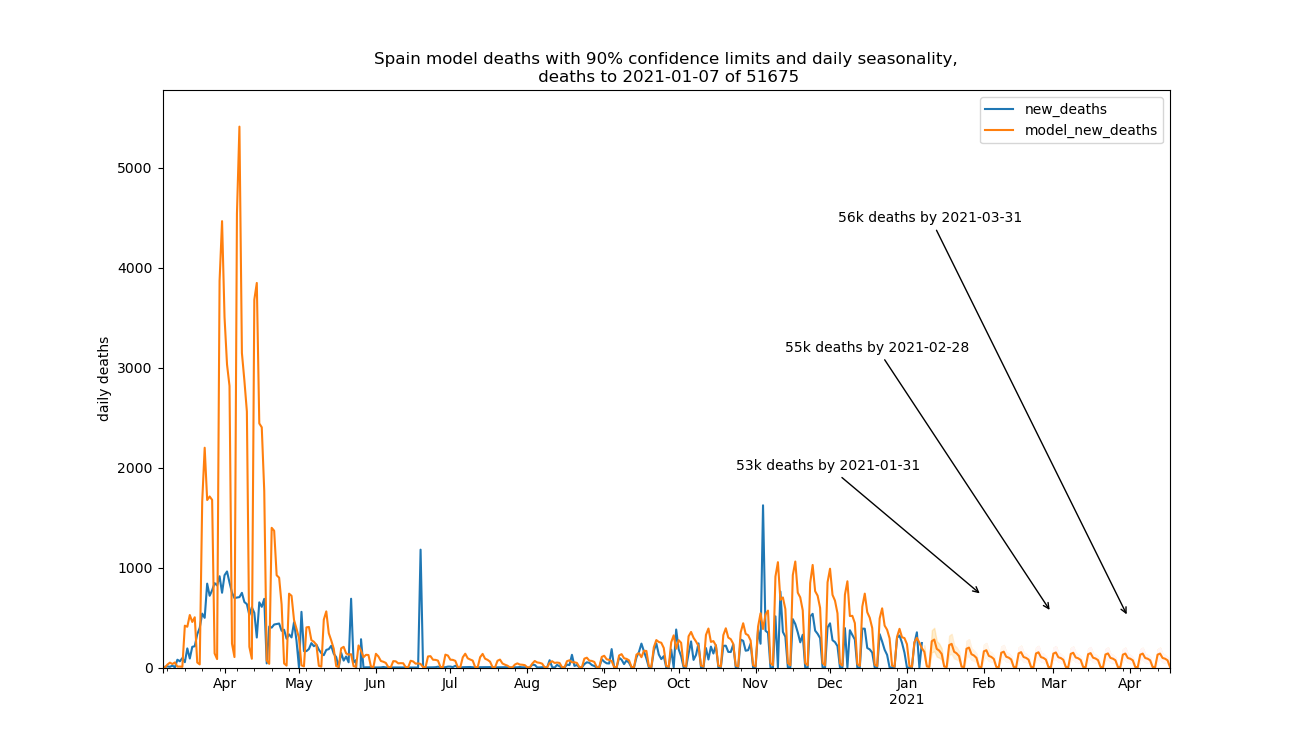 Spain model deaths with 90% confidence limits and daily seasonality,
deaths to 2021-01-07 of 51675
new_deaths
model_new_deaths
5000
4000
3000
2000
1000
0
daily deaths
56k deaths by 2021-03-31
55k deaths by 2021-02-28
53k deaths by 2021-01-31
Apr May Jun Jul Aug Sep Oct Nov Dec Jan Feb Mar Apr
2021